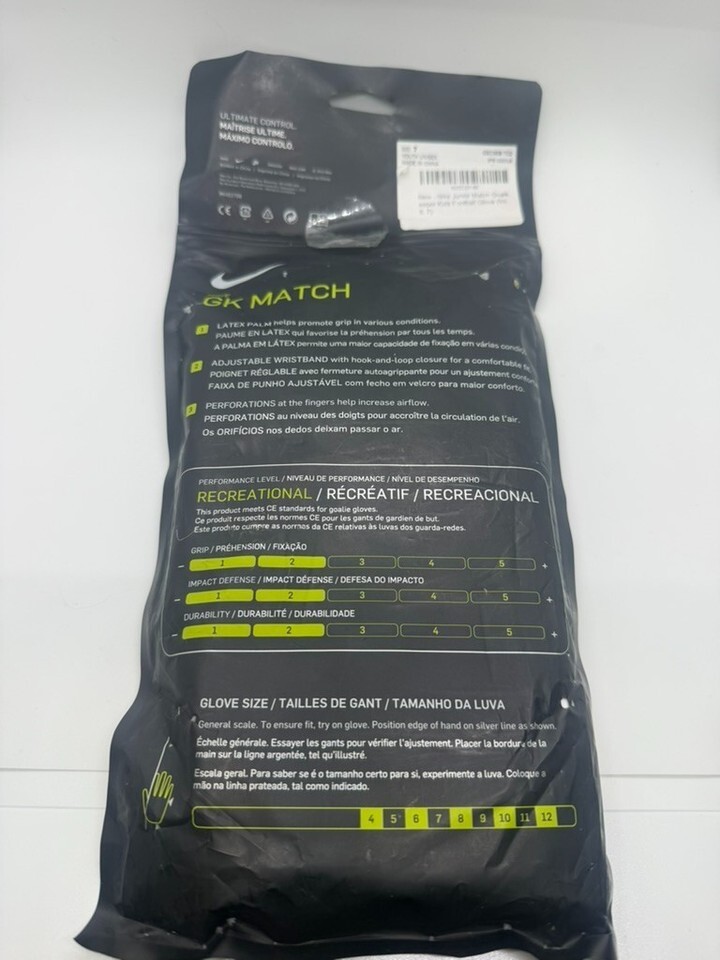 ULTIMATE CONTROL.
MAÎTRISE ULTIME.
MÁXIMO CONTROLO.
CE
GK MATCH
1 LATEX PALM helps promote grip in various conditions.
PAUME EN LATEX qui favorise la préhension par tous les temps.
A PALMA EM LÁTEX permite uma maior capacidade de fixação em várias
2 ADJUSTABLE WRISTBAND with hook-and-loop closure for a comfortable
POIGNET RÉGLABLE avec fermeture autoagrippante pour un ajustement
FAIXA DE PUNHO AJUSTÁVEL com fecho em velcro para maior conforto.
3 PERFORATIONS at the fingers help increase airflow.
PERFORATIONS au niveau des doigts pour accroître la circulation de l'air.
Os ORIFÍCIOS nos dedos deixam passar o ar.
PERFORMANCE LEVEL / NIVEAU DE PERFORMANCE / NÍVEL DE DESEMPENHO
RECREATIONAL / RÉCRÉATIF / RECREACIONAL
This product meets CE standards for goalie gloves.
Ce produit respecte les normes CE pour les gants de gardien de but.
Este produto cumpre as normas da CE relativas às luvas dos guarda-redes.
GRIP / PRÉHENSION / FIXAÇÃO
– 1 2 3 4 5 +
IMPACT DEFENSE / IMPACT DÉFENSE / DEFESA DO IMPACTO
– 1 2 3 4 5 +
DURABILITY / DURABILITÉ / DURABILIDADE
– 1 2 3 4 5 +
GLOVE SIZE / TAILLES DE GANT / TAMANHO DA LUVA
General scale. To ensure fit, try on glove. Position edge of hand on silver line as shown.
Échelle générale. Essayer les gants pour vérifier l'ajustement. Placer la bordure de la
main sur la ligne argentée, tel qu'illustré.
Escala geral. Para saber se é o tamanho certo para si, experimente a luva. Coloque a
mão na linha prateada, tal como indicado.
4 5 6 7 8 9 10 11 12